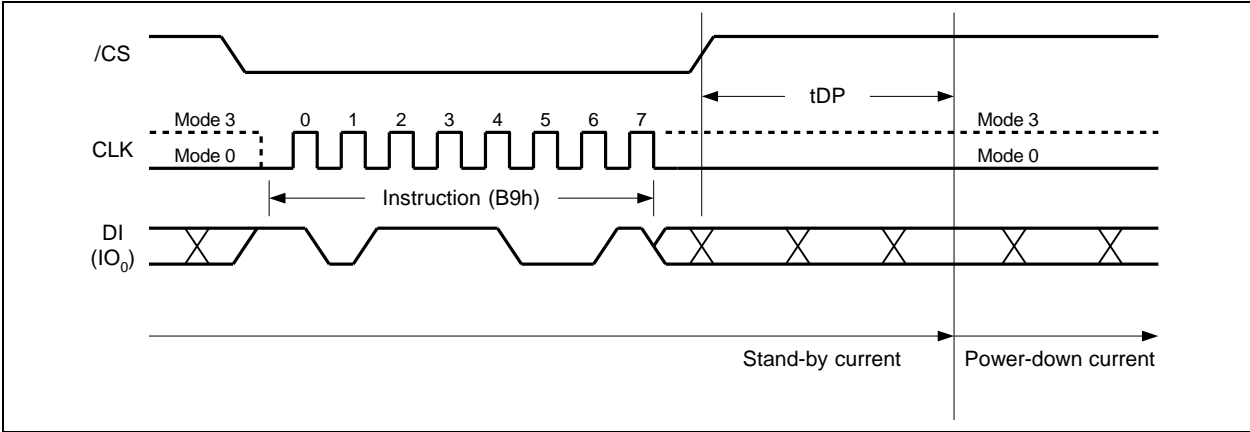 /CS
tDP
Mode 3 0 1 2 3 4 5 6 7 Mode 3
CLK
Mode 0 Mode 0
Instruction (B9h)
DI
(IO0)
Stand-by current Power-down current